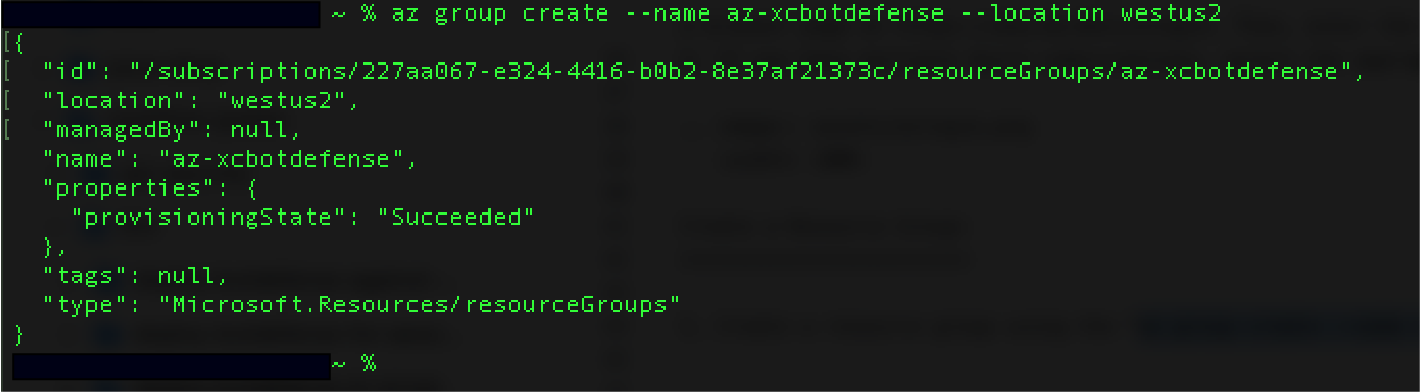 ~ % az group create --name az-xcbotdefense --location westus2
[{
[ "id": "/subscriptions/227aa067-e324-4416-b0b2-8e37af21373c/resourceGroups/az-xcbotdefense",
[ "location": "westus2",
[ "managedBy": null,
"name": "az-xcbotdefense",
"properties": {
"provisioningState": "Succeeded"
},
"tags": null,
"type": "Microsoft.Resources/resourceGroups"
}
~ %